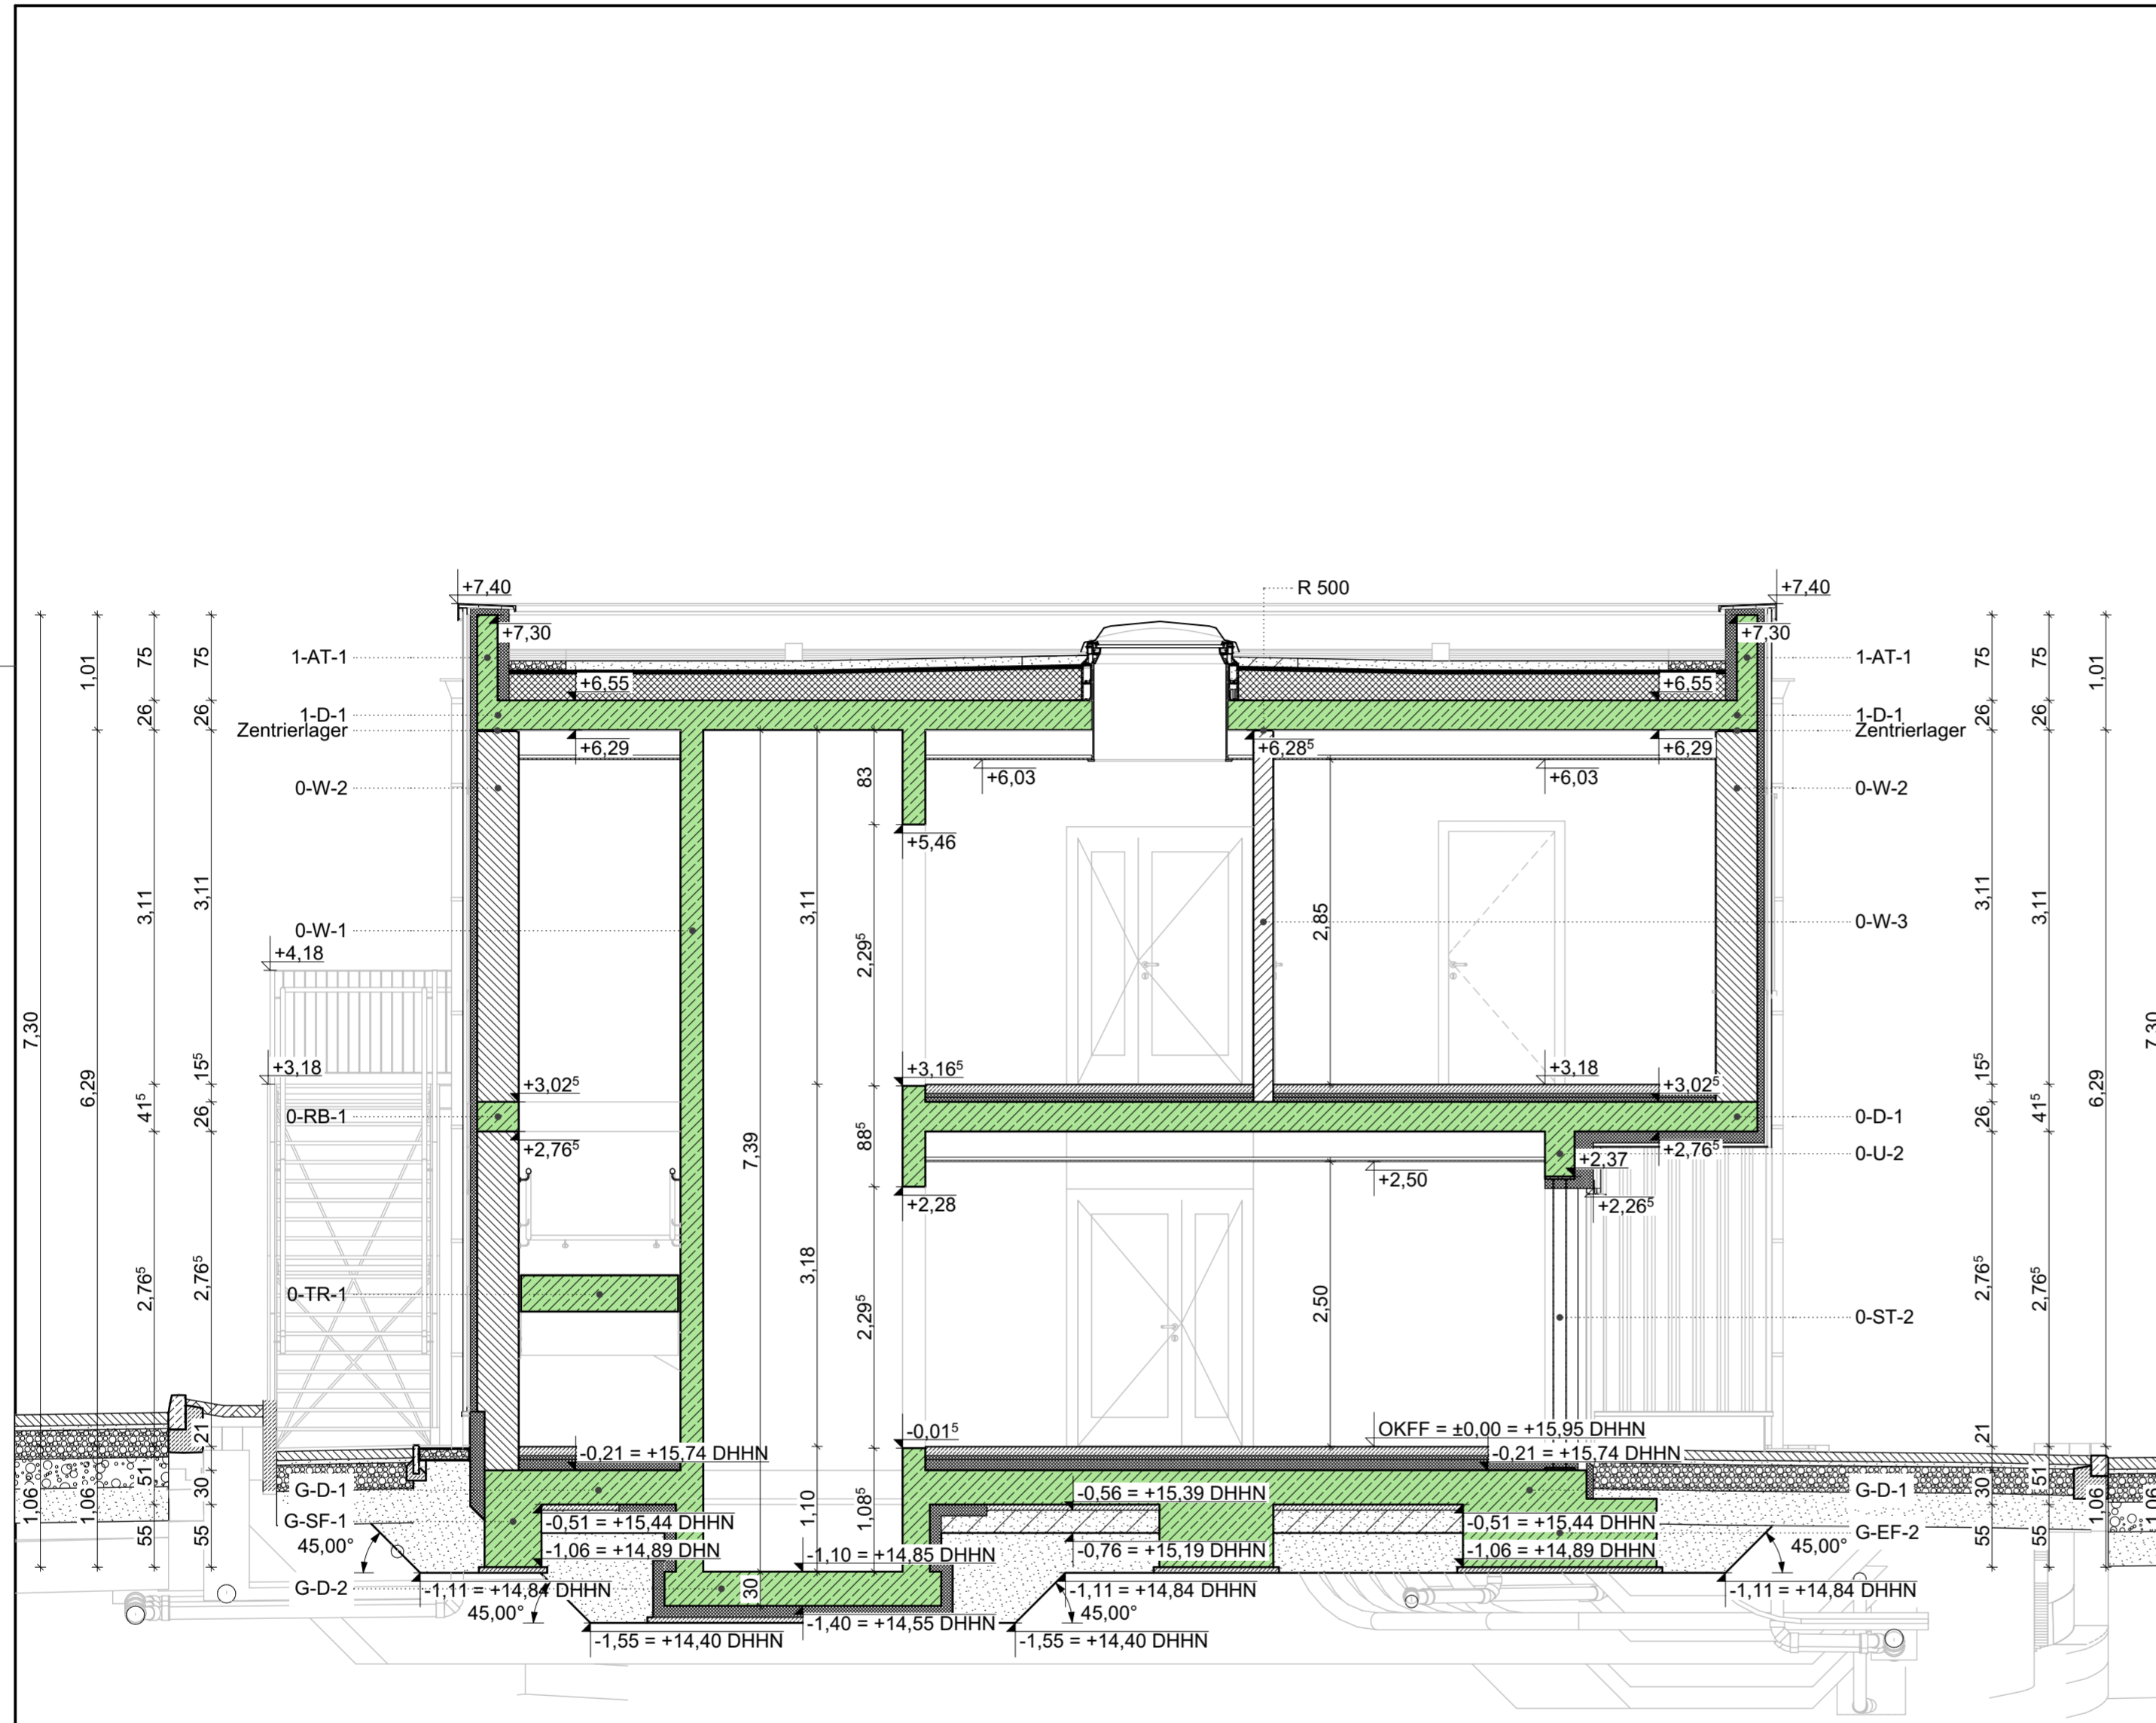 +7,40
R 500
+7,40
+7,30
+7,30
1-AT-1
1-AT-1
+6,55
+6,55
1-D-1
1-D-1
Zentrierlager
Zentrierlager
+6,29
+6,28⁵
+6,29
+6,03
+6,03
0-W-2
0-W-2
+5,46
0-W-1
0-W-3
+4,18
+3,18
+3,16⁵
+3,18
+3,02⁵
+3,02⁵
0-RB-1
0-D-1
+2,76⁵
+2,76⁵
0-U-2
+2,37
+2,50
+2,28
+2,26⁵
0-TR-1
0-ST-2
-0,01⁵
OKFF = ±0,00 = +15,95 DHHN
-0,21 = +15,74 DHHN
-0,21 = +15,74 DHHN
G-D-1
G-D-1
-0,56 = +15,39 DHHN
G-SF-1
-0,51 = +15,44 DHHN
-0,51 = +15,44 DHHN
G-EF-2
45,00°
45,00°
-1,06 = +14,89 DHN
-0,76 = +15,19 DHHN
-1,06 = +14,89 DHHN
-1,10 = +14,85 DHHN
G-D-2
-1,11 = +14,84 DHHN
-1,11 = +14,84 DHHN
-1,11 = +14,84 DHHN
45,00°
45,00°
-1,40 = +14,55 DHHN
-1,55 = +14,40 DHHN
-1,55 = +14,40 DHHN
7,30
1,06
1,01
6,29
1,06
75
26
3,11
41⁵
2,76⁵
51
55
75
26
3,11
15⁵
26
2,76⁵
21
30
55
7,39
30
3,11
3,18
1,10
83
2,29⁵
88⁵
2,29⁵
1,08⁵
2,85
2,50
75
26
3,11
15⁵
26
2,76⁵
21
30
55
75
26
3,11
41⁵
2,76⁵
51
55
1,01
6,29
1,06
7,30
1,06